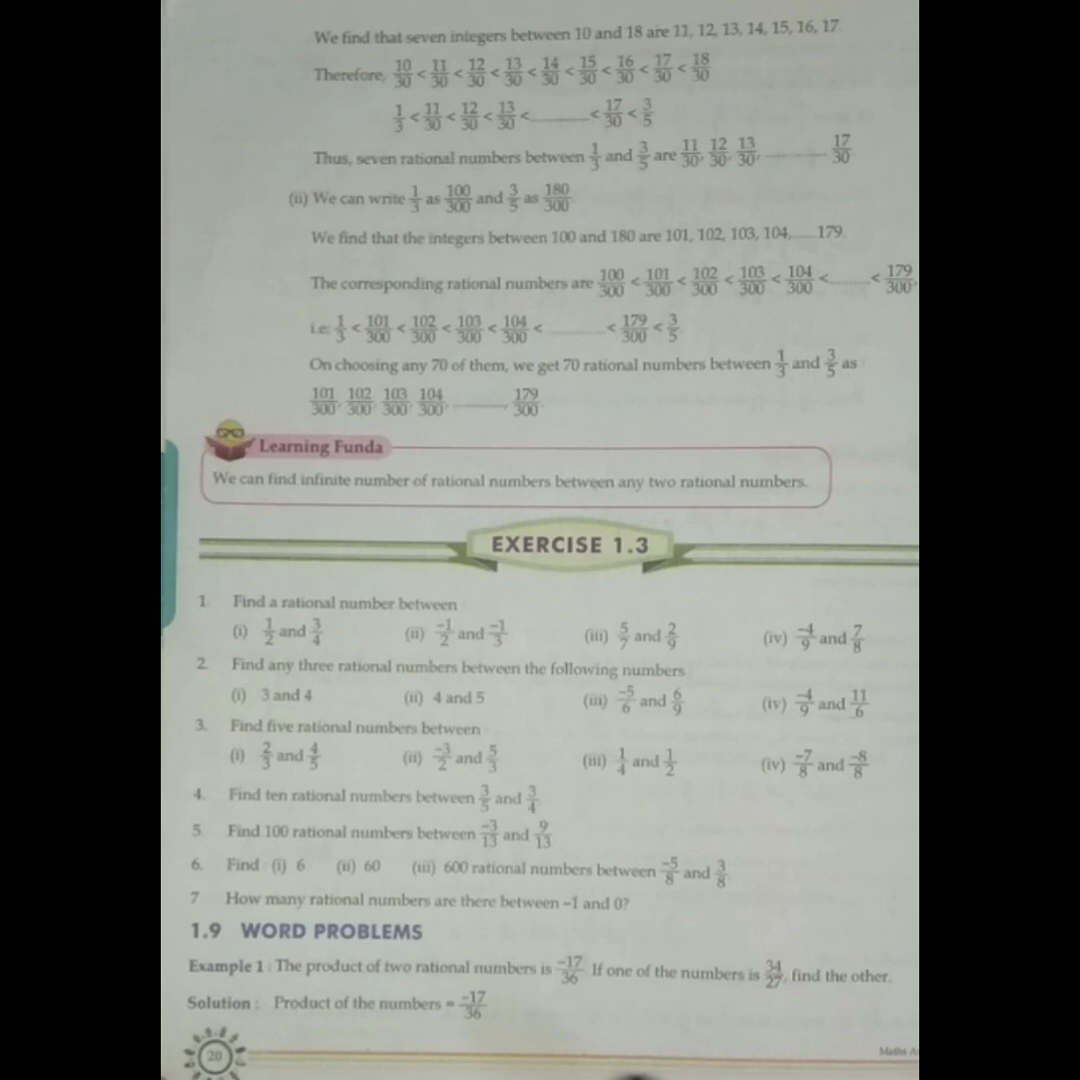 We find that seven integers between 10 and 18 are 11, 12, 13, 14, 15, 16, 17.
Therefore, 10/30 < 11/30 < 12/30 < 13/30 < 14/30 < 15/30 < 16/30 < 17/30 < 18/30
1/3 < 11/30 < 12/30 < 13/30 < ______ < 17/30 < 3/5
Thus, seven rational numbers between 1/3 and 3/5 are 11/30, 12/30, 13/30, ______ 17/30
(ii) We can write 1/3 as 100/300 and 3/5 as 180/300.
We find that the integers between 100 and 180 are 101, 102, 103, 104, ___ 179.
The corresponding rational numbers are 100/300 < 101/300 < 102/300 < 103/300 < 104/300 < ____ < 179/300,
i.e. 1/3 < 101/300 < 102/300 < 103/300 < 104/300 < ______ < 179/300 < 3/5
On choosing any 70 of them, we get 70 rational numbers between 1/3 and 3/5 as :
101/300, 102/300, 103/300, 104/300, ______, 179/300.
Learning Funda
We can find infinite number of rational numbers between any two rational numbers.
EXERCISE 1.3
1. Find a rational number between
(i) 1/2 and 3/4 (ii) -1/2 and -1/3 (iii) 5/7 and 2/9 (iv) -4/9 and 7/8
2. Find any three rational numbers between the following numbers
(i) 3 and 4 (ii) 4 and 5 (iii) -5/6 and 6/9 (iv) -4/9 and 11/6
3. Find five rational numbers between
(i) 2/3 and 4/5 (ii) -3/2 and 5/3 (iii) 1/4 and 1/2 (iv) -7/8 and -8/8
4. Find ten rational numbers between 3/5 and 3/4
5. Find 100 rational numbers between -3/13 and 9/13
6. Find (i) 6 (ii) 60 (iii) 600 rational numbers between -5/8 and 3/8
7 How many rational numbers are there between -1 and 0?
1.9 WORD PROBLEMS
Example 1 : The product of two rational numbers is -17/36. If one of the numbers is 34/27, find the other.
Solution : Product of the numbers = -17/36
20
Maths